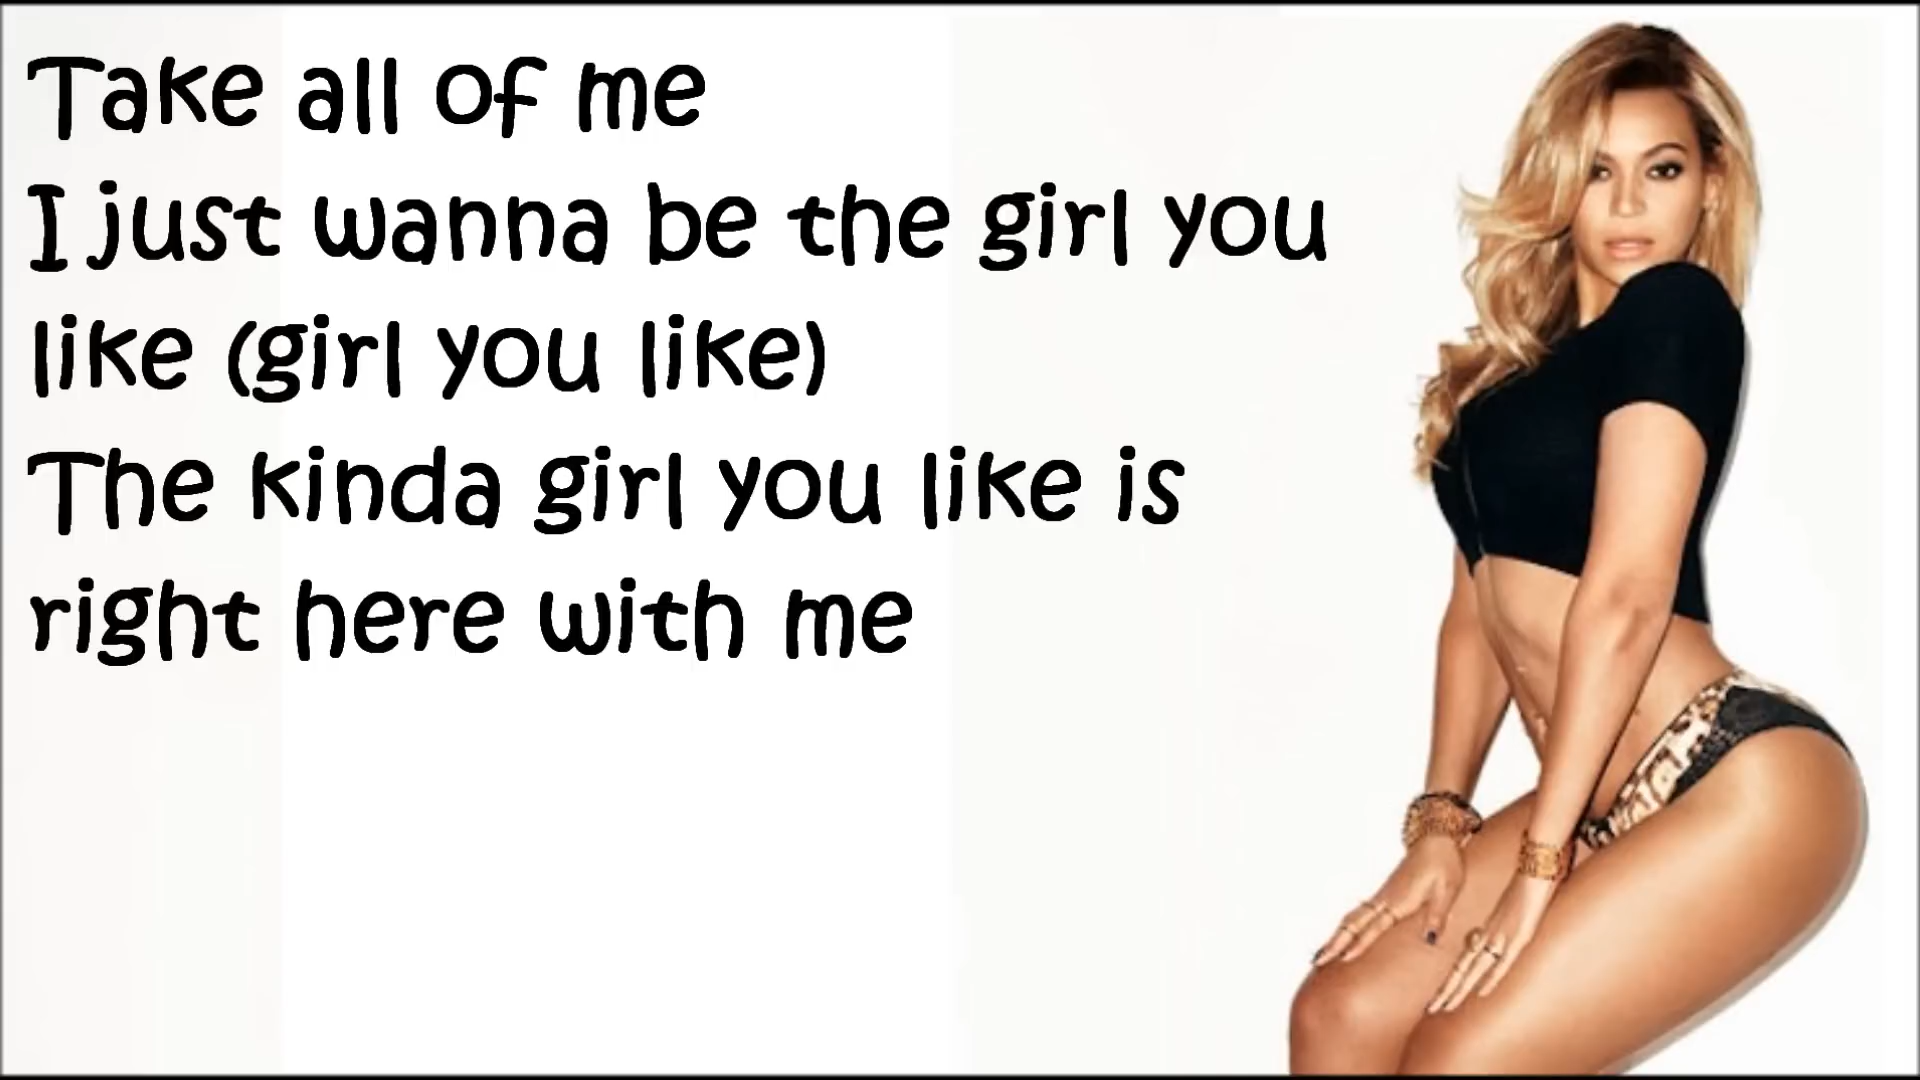 Take all of me
I just wanna be the girl you
like (girl you like)
The kinda girl you like is
right here with me